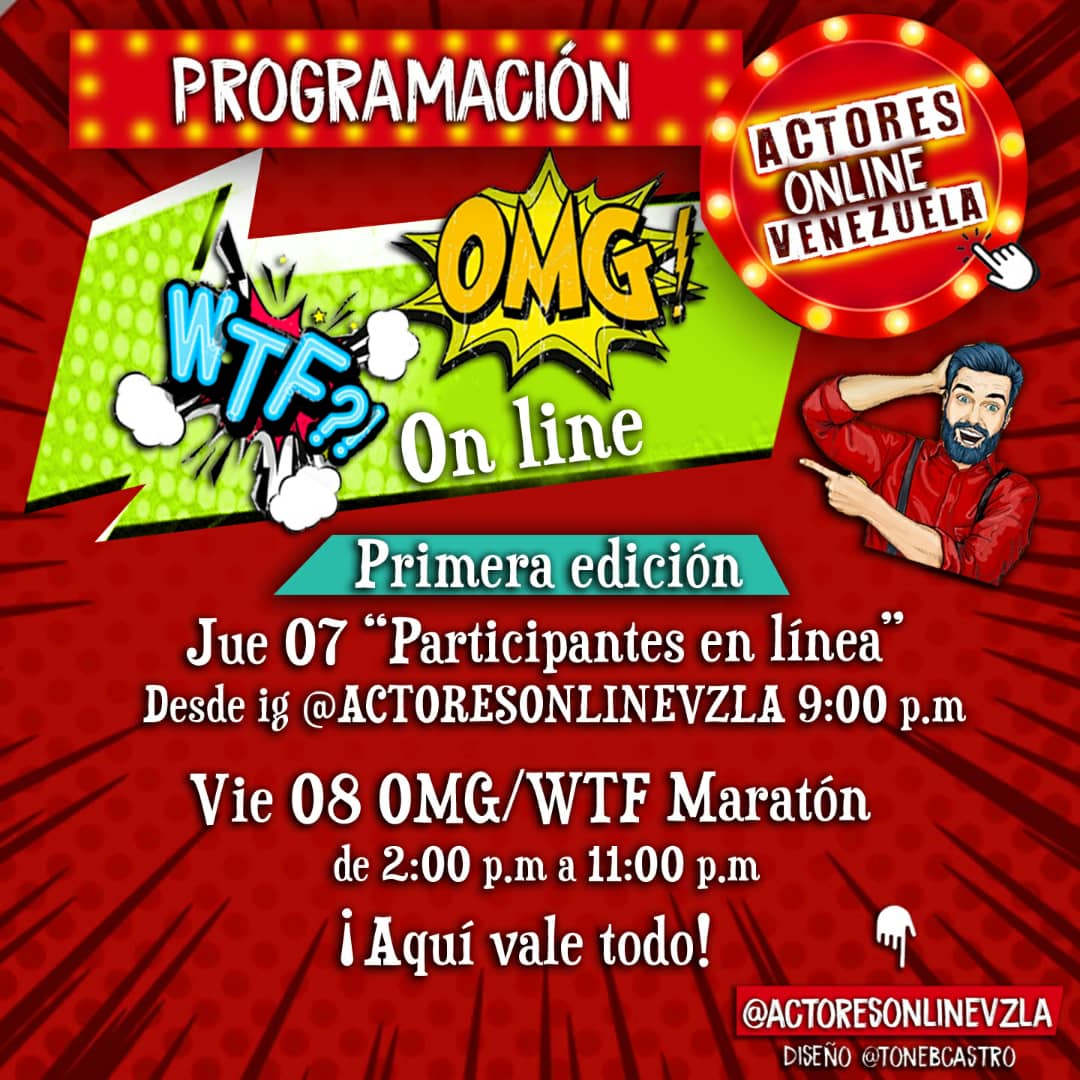 PROGRAMACIÓN
ACTORES
ONLINE
VENEZUELA
OMG!
WTF?!
On line
Primera edición
Jue 07 “Participantes en línea”
Desde ig @ACTORESONLINEVZLA 9:00 p.m
Vie 08 OMG/WTF Maratón
de 2:00 p.m a 11:00 p.m
¡Aquí vale todo!
@ACTORESONLINEVZLA
DISEÑO @TONEBCASTRO